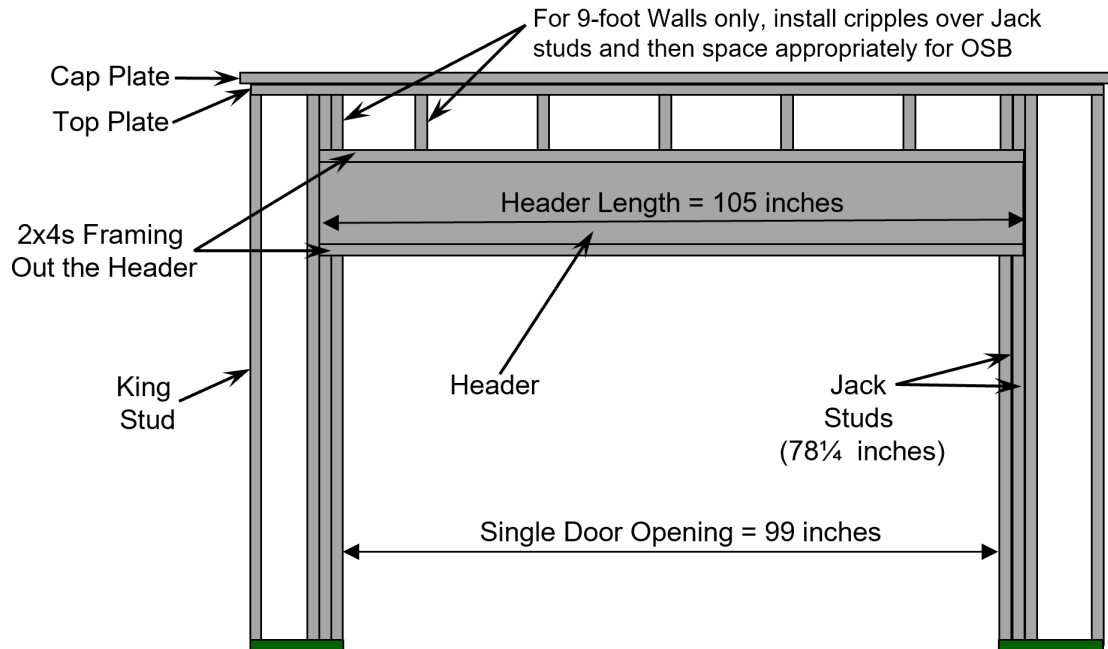 For 9-foot Walls only, install cripples over Jack
studs and then space appropriately for OSB
Cap Plate
Top Plate
Header Length = 105 inches
2x4s Framing
Out the Header
King
Stud
Header
Jack
Studs
(78¼  inches)
Single Door Opening = 99 inches